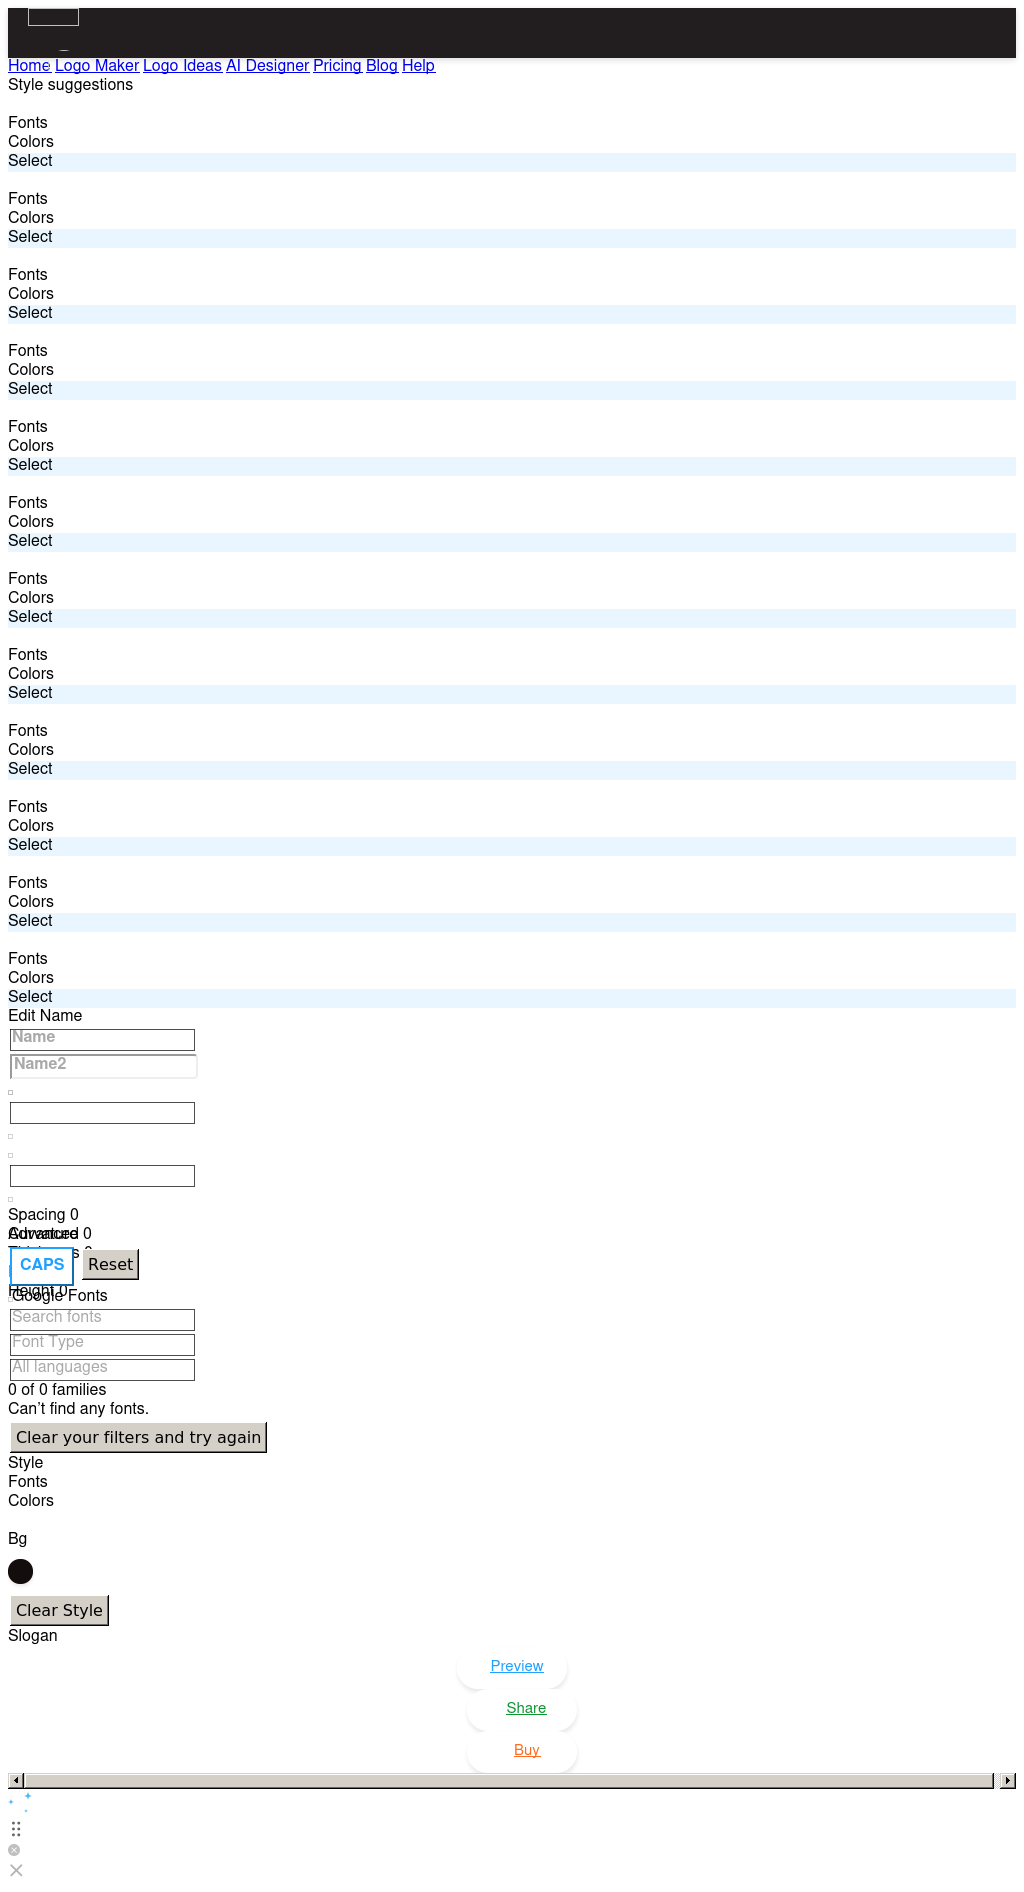 Home Logo Maker Logo Ideas AI Designer Pricing Blog Help
Style suggestions
Fonts
Colors
Select
Fonts
Colors
Select
Fonts
Colors
Select
Fonts
Colors
Select
Fonts
Colors
Select
Fonts
Colors
Select
Fonts
Colors
Select
Fonts
Colors
Select
Fonts
Colors
Select
Fonts
Colors
Select
Fonts
Colors
Select
Fonts
Colors
Select
Edit Name
Name
Name2
Spacing 0
Advanced 0
CAPS Reset
Height 0
Google Fonts
Search fonts
Font Type
All languages
0 of 0 families
Can't find any fonts.
Clear your filters and try again
Style
Fonts
Colors
Bg
Clear Style
Slogan
Preview
Share
Buy